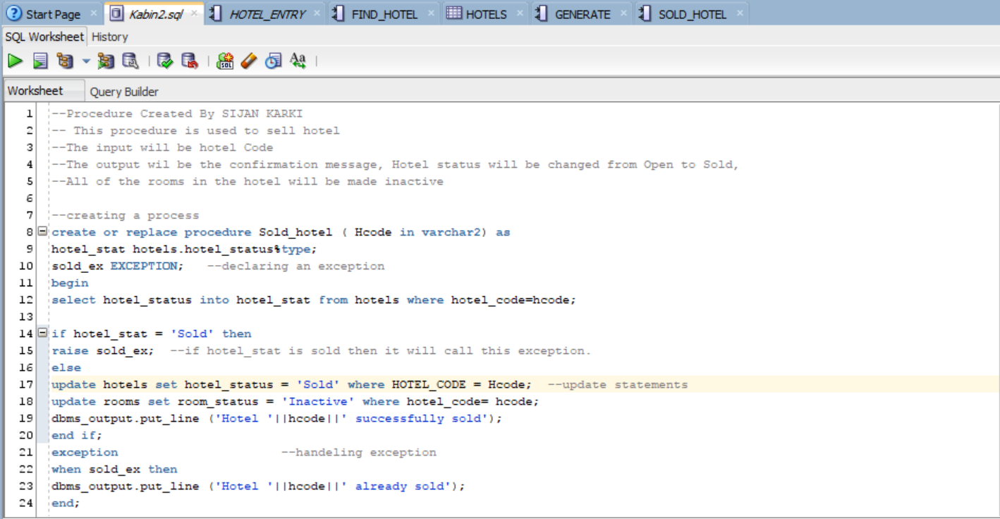 Start Page × Kabin2.sql × HOTEL_ENTRY × FIND_HOTEL × HOTELS × GENERATE × SOLD_HOTEL ×
SQL Worksheet History
Worksheet Query Builder
1 --Procedure Created By SIJAN KARKI
2 -- This procedure is used to sell hotel
3 --The input will be hotel Code
4 --The output wil be the confirmation message, Hotel status will be changed from Open to Sold,
5 --All of the rooms in the hotel will be made inactive
6
7 --creating a process
8 create or replace procedure Sold_hotel ( Hcode in varchar2) as
9 hotel_stat hotels.hotel_status%type;
10 sold_ex EXCEPTION;   --declaring an exception
11 begin
12 select hotel_status into hotel_stat from hotels where hotel_code=hcode;
13
14 if hotel_stat = 'Sold' then
15 raise sold_ex;  --if hotel_stat is sold then it will call this exception.
16 else
17 update hotels set hotel_status = 'Sold' where HOTEL_CODE = Hcode;  --update statements
18 update rooms set room_status = 'Inactive' where hotel_code= hcode;
19 dbms_output.put_line ('Hotel '||hcode||' successfully sold');
20 end if;
21 exception                      --handeling exception
22 when sold_ex then
23 dbms_output.put_line ('Hotel '||hcode||' already sold');
24 end;